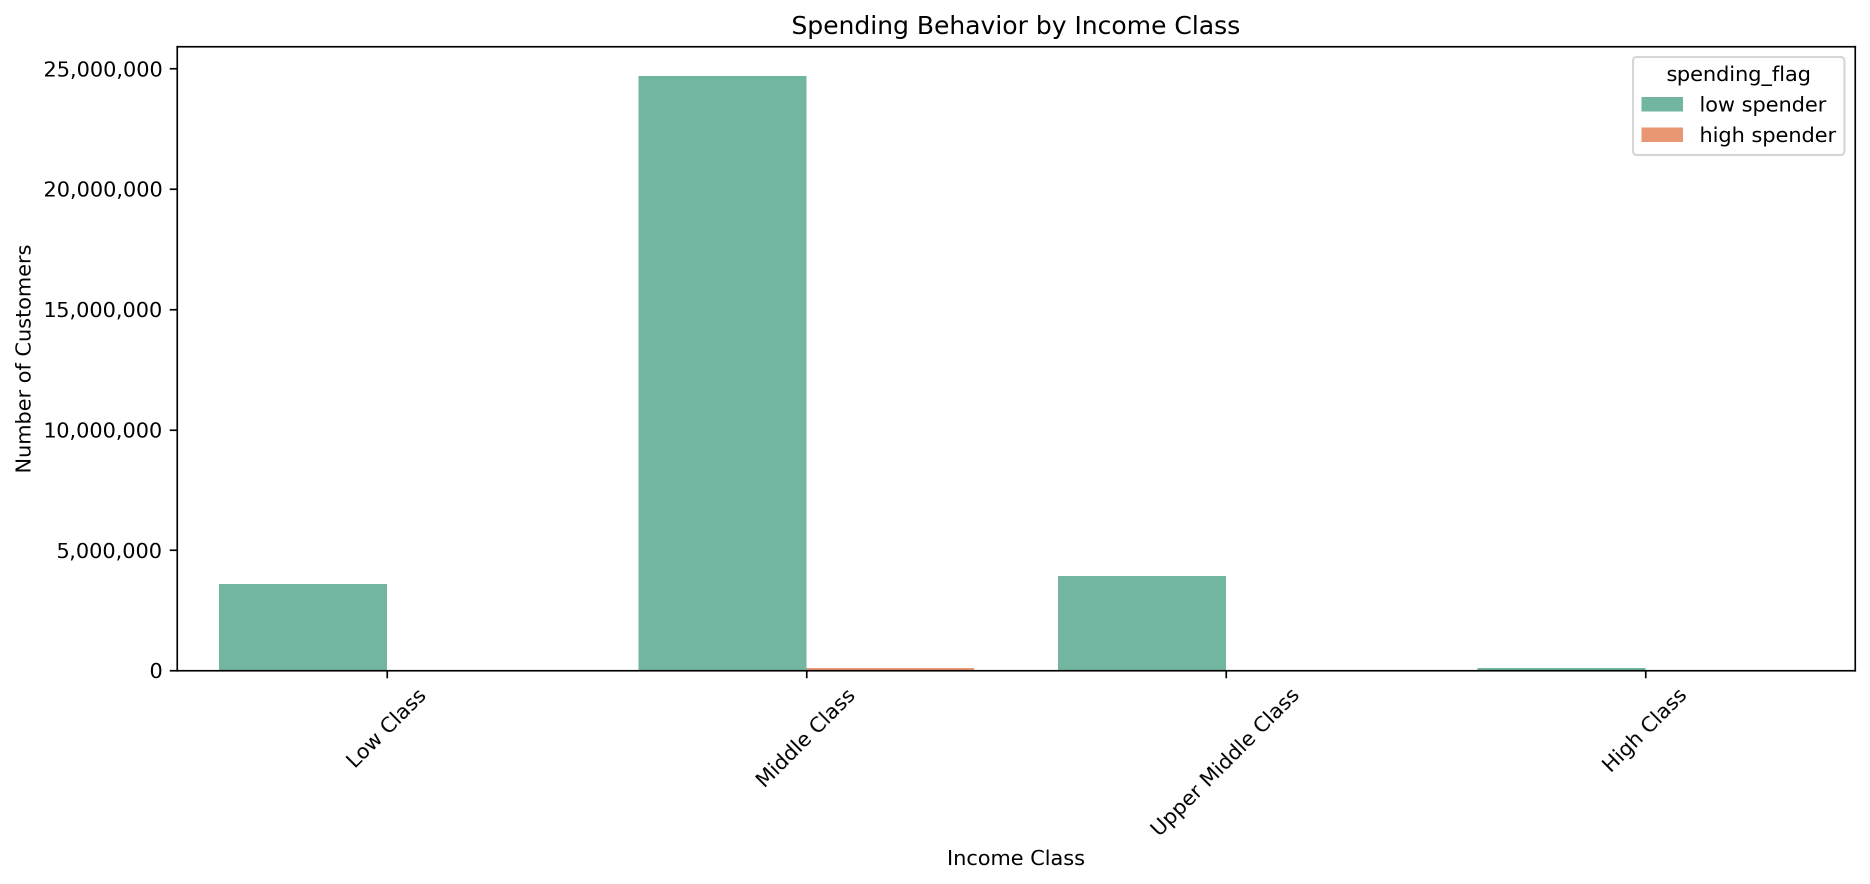 Spending Behavior by Income Class
spending_flag
low spender
high spender
Number of Customers
25,000,000
20,000,000
15,000,000
10,000,000
5,000,000
0
Low Class
Middle Class
Upper Middle Class
High Class
Income Class